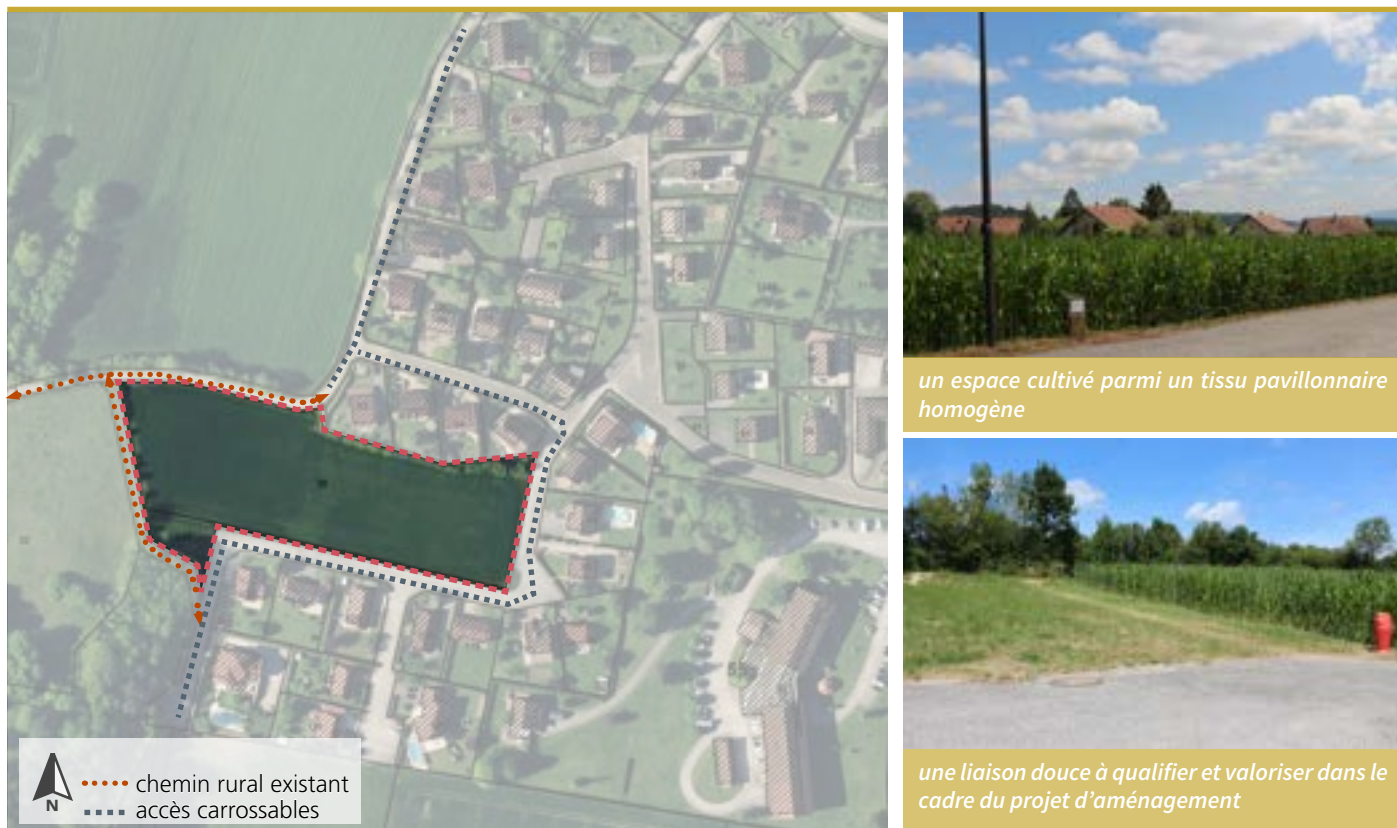 un espace cultivé parmi un tissu pavillonnaire
homogène
une liaison douce à qualifier et valoriser dans le
cadre du projet d’aménagement
N
chemin rural existant
accès carrossables